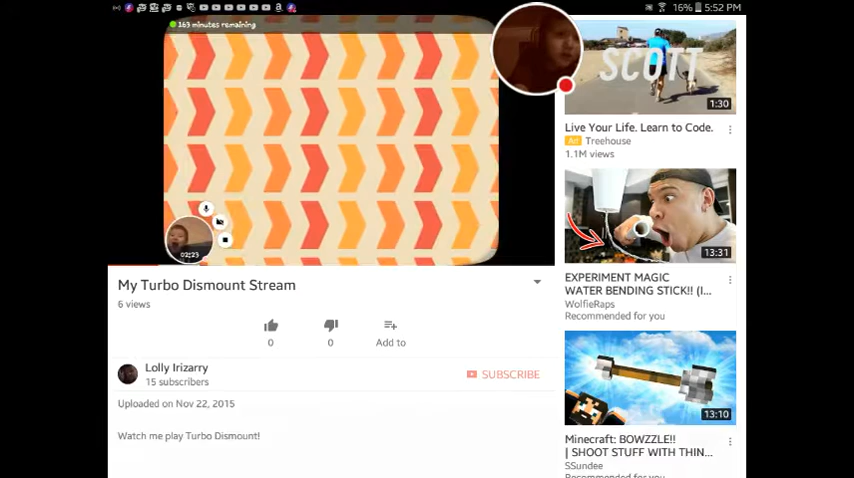 16% 5:52 PM
163 minutes remaining
02:23
My Turbo Dismount Stream
6 views
0
0
Add to
Lolly Irizarry
15 subscribers
SUBSCRIBE
Uploaded on Nov 22, 2015
Watch me play Turbo Dismount!
SCOTT
1:30
Live Your Life. Learn to Code.
Ad Treehouse
1.1M views
13:31
EXPERIMENT MAGIC
WATER BENDING STICK!! (I...
WolfieRaps
Recommended for you
13:10
Minecraft: BOWZZLE!!
| SHOOT STUFF WITH THIN...
SSundee
Recommended for you